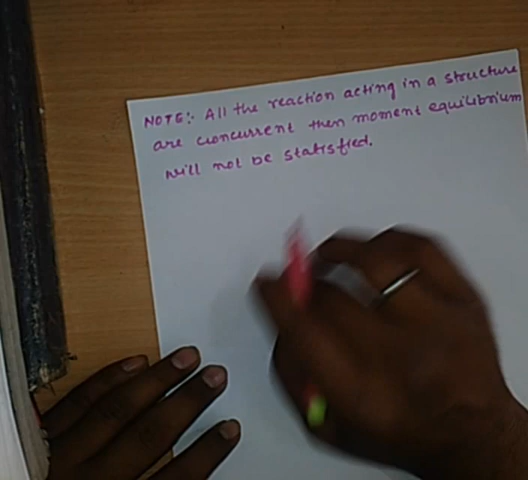 NOTE:- All the reaction acting in a structure
are concurrent then moment equilibrium
will not be statisfied.